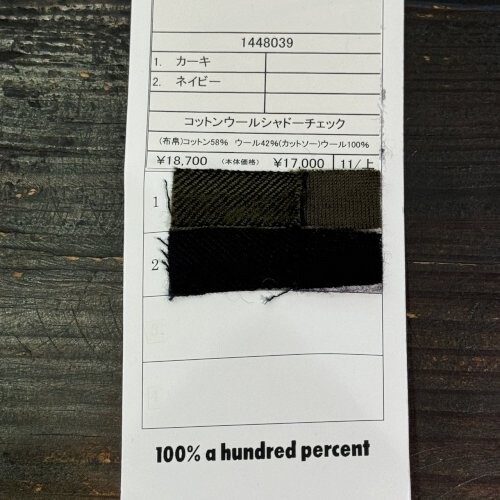 1448039
1. カーキ
2. ネイビー
コットンウールシャドーチェック
(布帛)コットン58% ウール42%(カットソー)ウール100%
¥18,700 (本体価格) ¥17,000 11/上
1
2
100% a hundred percent